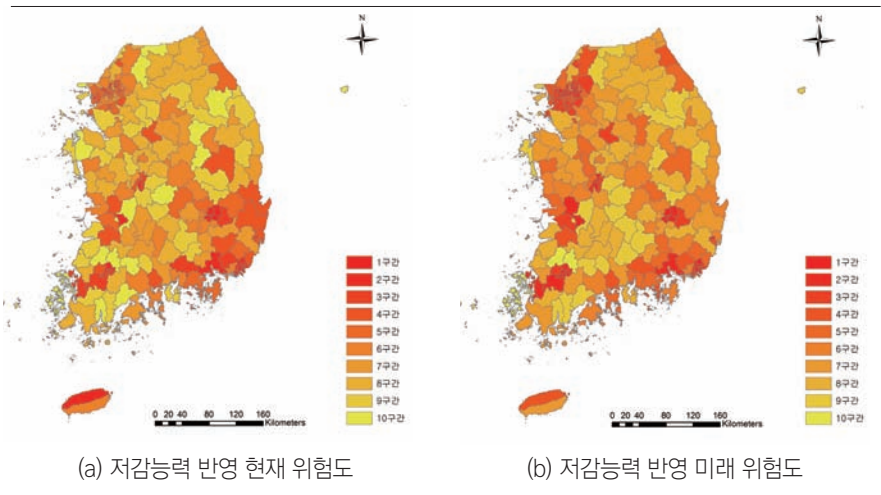 N
1구간
2구간
3구간
4구간
5구간
6구간
7구간
8구간
9구간
10구간
0 20 40 80 120 160
Kilometers
(a) 저감능력 반영 현재 위험도
N
1구간
2구간
3구간
4구간
5구간
6구간
7구간
8구간
9구간
10구간
0 20 40 80 120 160
Kilometers
(b) 저감능력 반영 미래 위험도